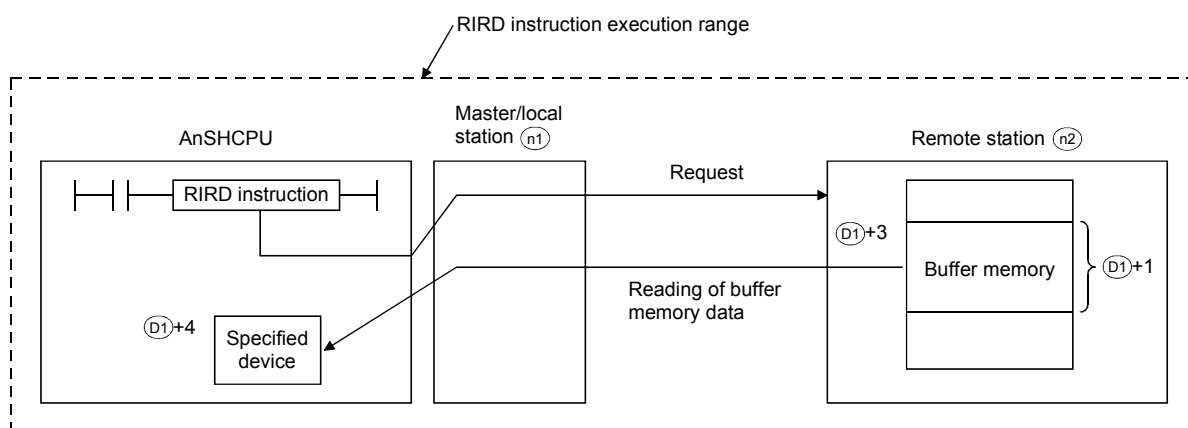 RIRD instruction execution range
AnSHCPU
Master/local
station n1
Remote station n2
RIRD instruction
Request
D1+3
Buffer memory
D1+1
Reading of buffer
memory data
D1+4
Specified
device